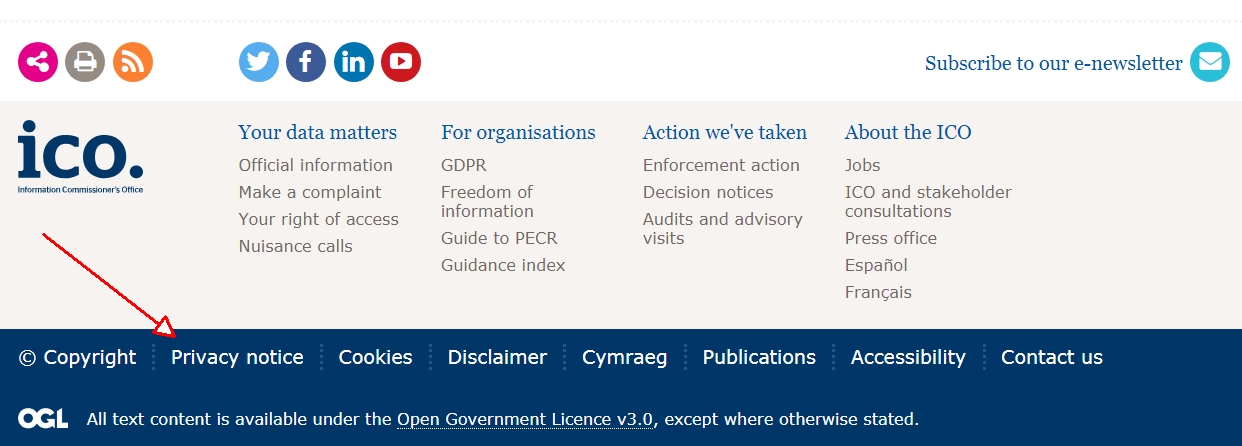 Subscribe to our e-newsletter
ico.
Information Commissioner's Office
Your data matters
Official information
Make a complaint
Your right of access
Nuisance calls
For organisations
GDPR
Freedom of
information
Guide to PECR
Guidance index
Action we've taken
Enforcement action
Decision notices
Audits and advisory
visits
About the ICO
Jobs
ICO and stakeholder
consultations
Press office
Español
Français
© Copyright Privacy notice Cookies Disclaimer Cymraeg Publications Accessibility Contact us
OGL All text content is available under the Open Government Licence v3.0, except where otherwise stated.